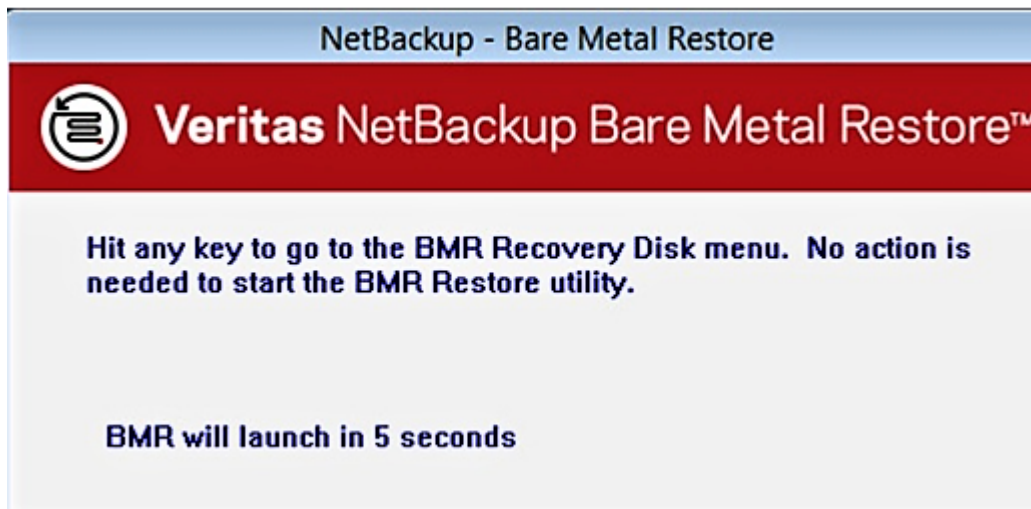 NetBackup - Bare Metal Restore
Veritas NetBackup Bare Metal Restore™
Hit any key to go to the BMR Recovery Disk menu.  No action is
needed to start the BMR Restore utility.
BMR will launch in 5 seconds